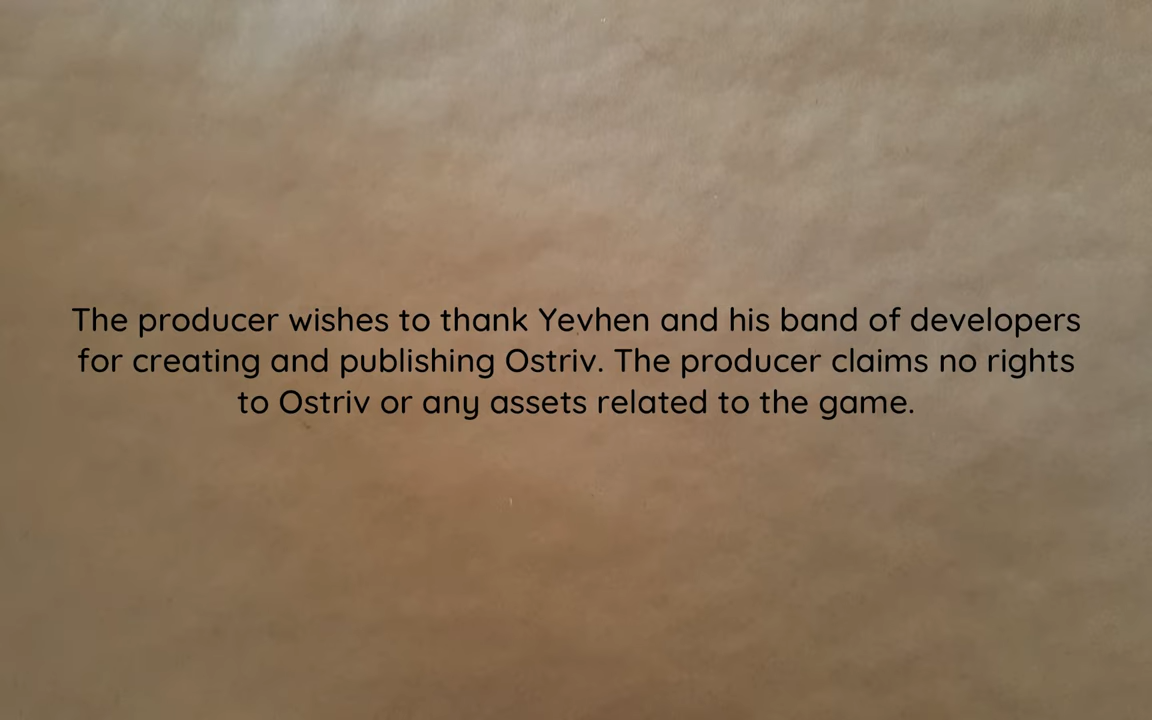 The producer wishes to thank Yevhen and his band of developers
for creating and publishing Ostriv. The producer claims no rights
to Ostriv or any assets related to the game.